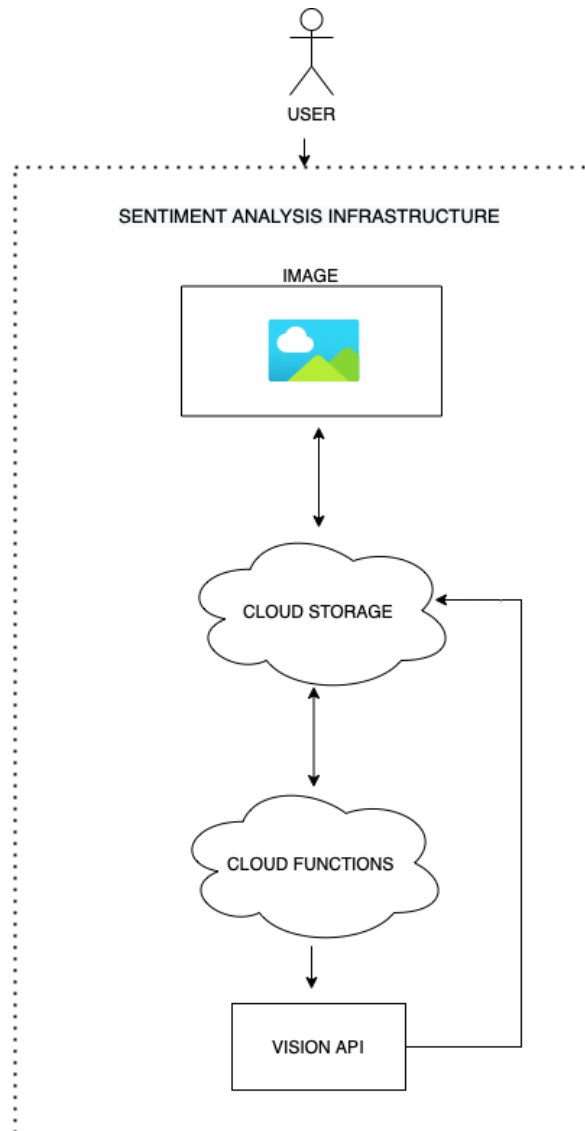 USER
SENTIMENT ANALYSIS INFRASTRUCTURE
IMAGE
CLOUD STORAGE
CLOUD FUNCTIONS
VISION API